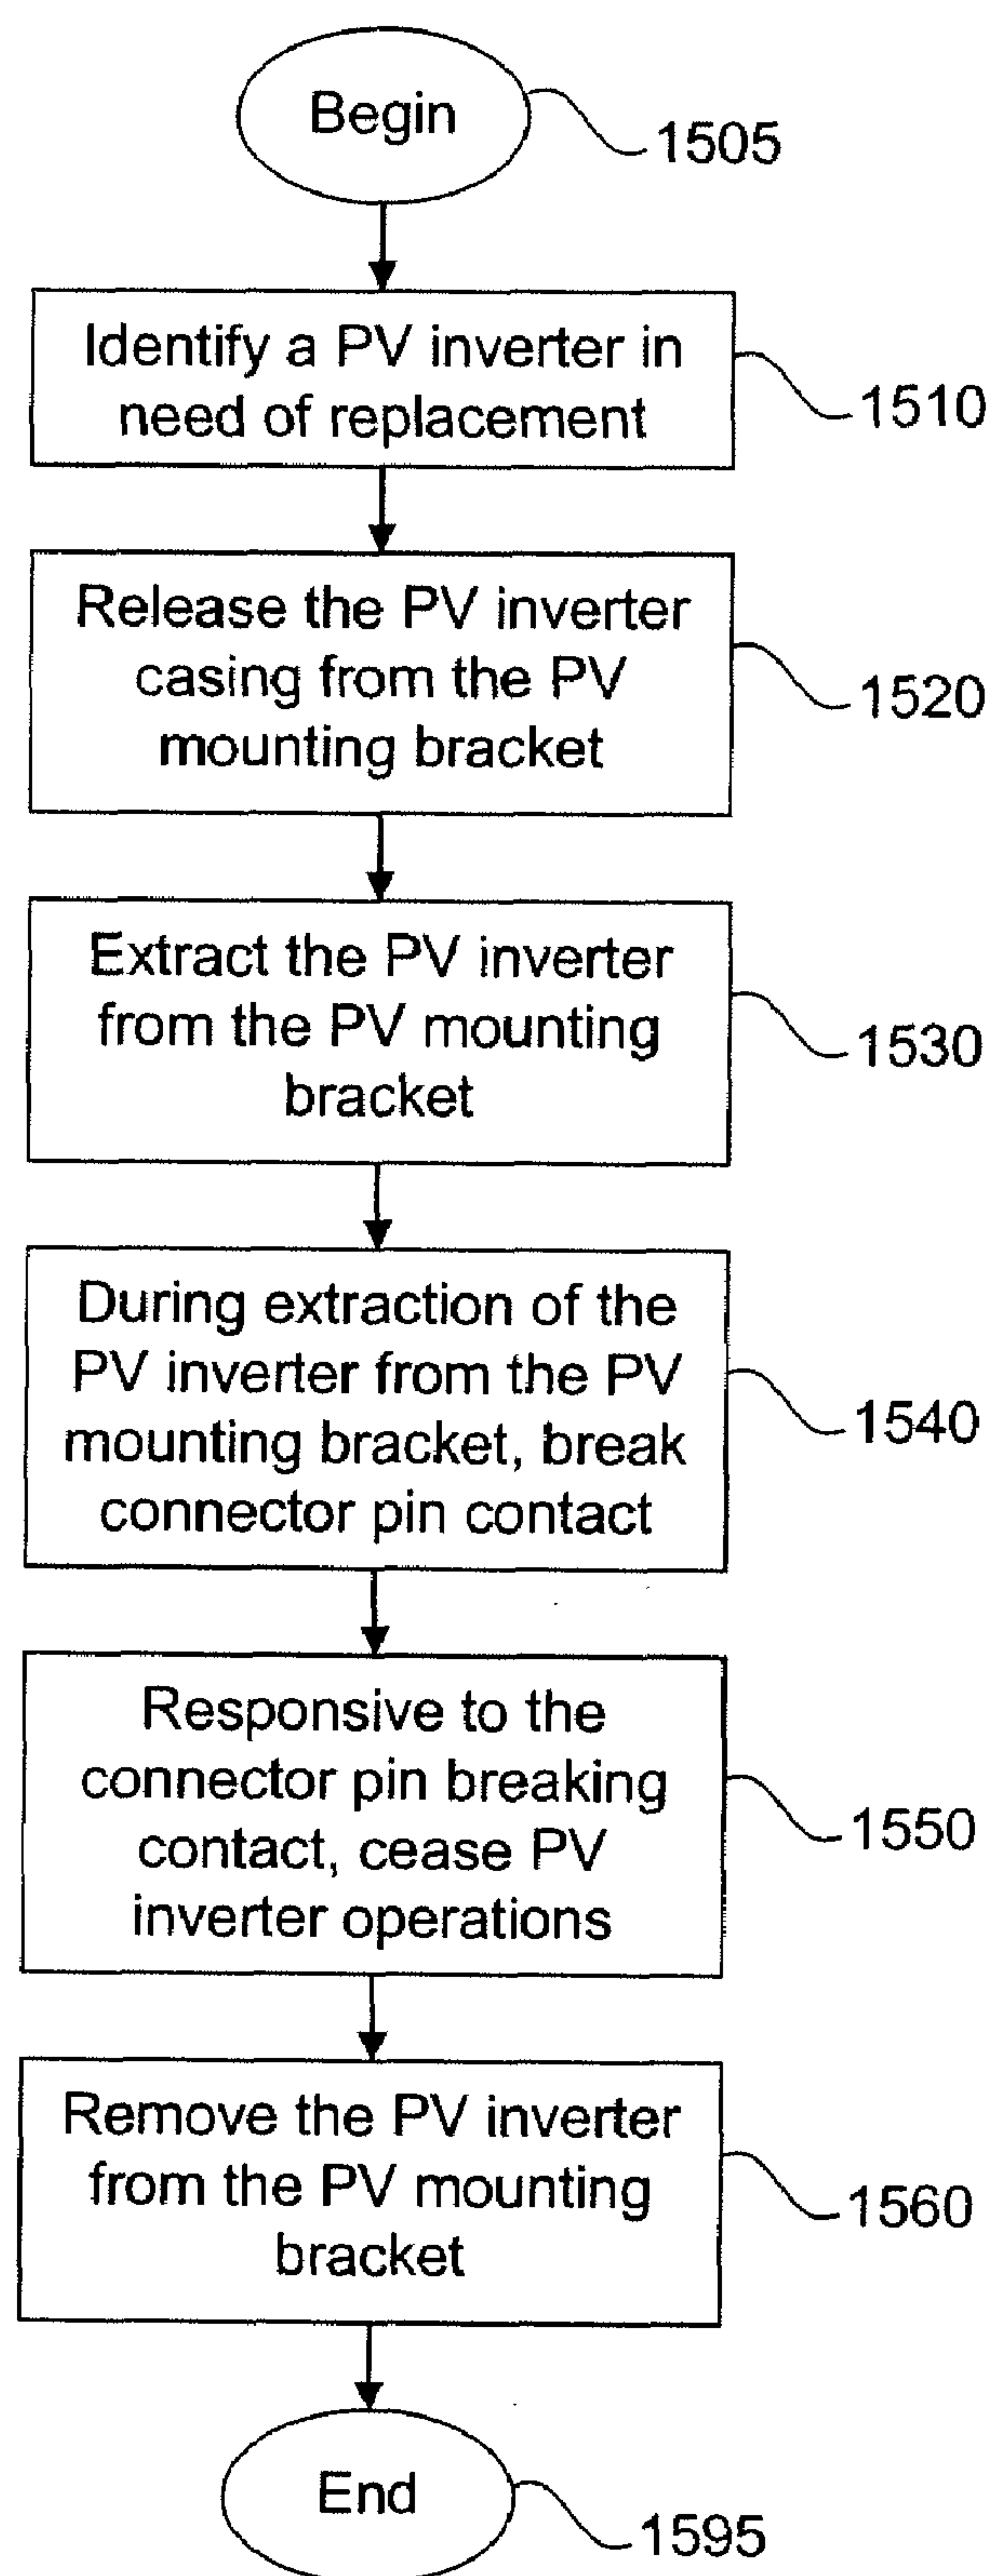 Begin
1505
Identify a PV inverter in
need of replacement
1510
Release the PV inverter
casing from the PV
mounting bracket
1520
Extract the PV inverter
from the PV mounting
bracket
1530
During extraction of the
PV inverter from the PV
mounting bracket, break
connector pin contact
1540
Responsive to the
connector pin breaking
contact, cease PV
inverter operations
1550
Remove the PV inverter
from the PV mounting
bracket
1560
End
1595